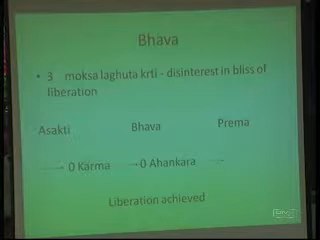 Bhava
• 3 moksa laghuta krti - disinterest in bliss of
liberation
Asakti Bhava Prema
→ 0 Karma → 0 Ahankara →
Liberation achieved